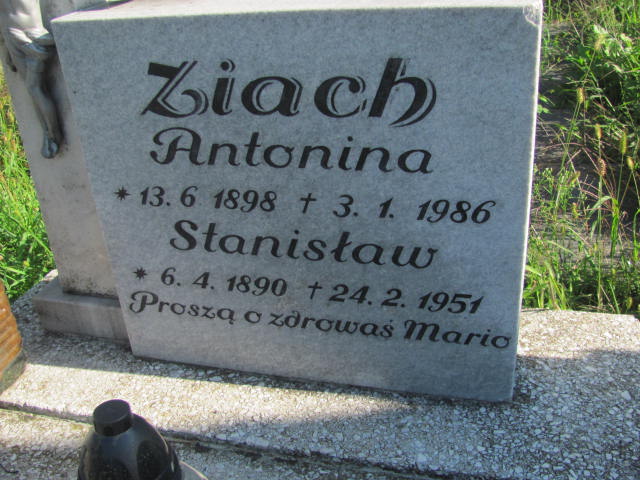 Ziach
Antonina
* 13. 6 1898 † 3. 1. 1986
Stanisław
* 6. 4. 1890 † 24. 2. 1951
Proszą o zdrowaś Mario